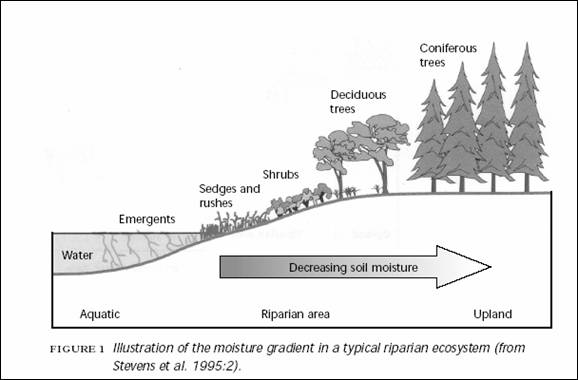 Coniferous
trees
Deciduous
trees
Shrubs
Sedges and
rushes
Emergents
Water
Decreasing soil moisture
Aquatic
Riparian area
Upland
FIGURE 1 Illustration of the moisture gradient in a typical riparian ecosystem (from
Stevens et al. 1995:2).